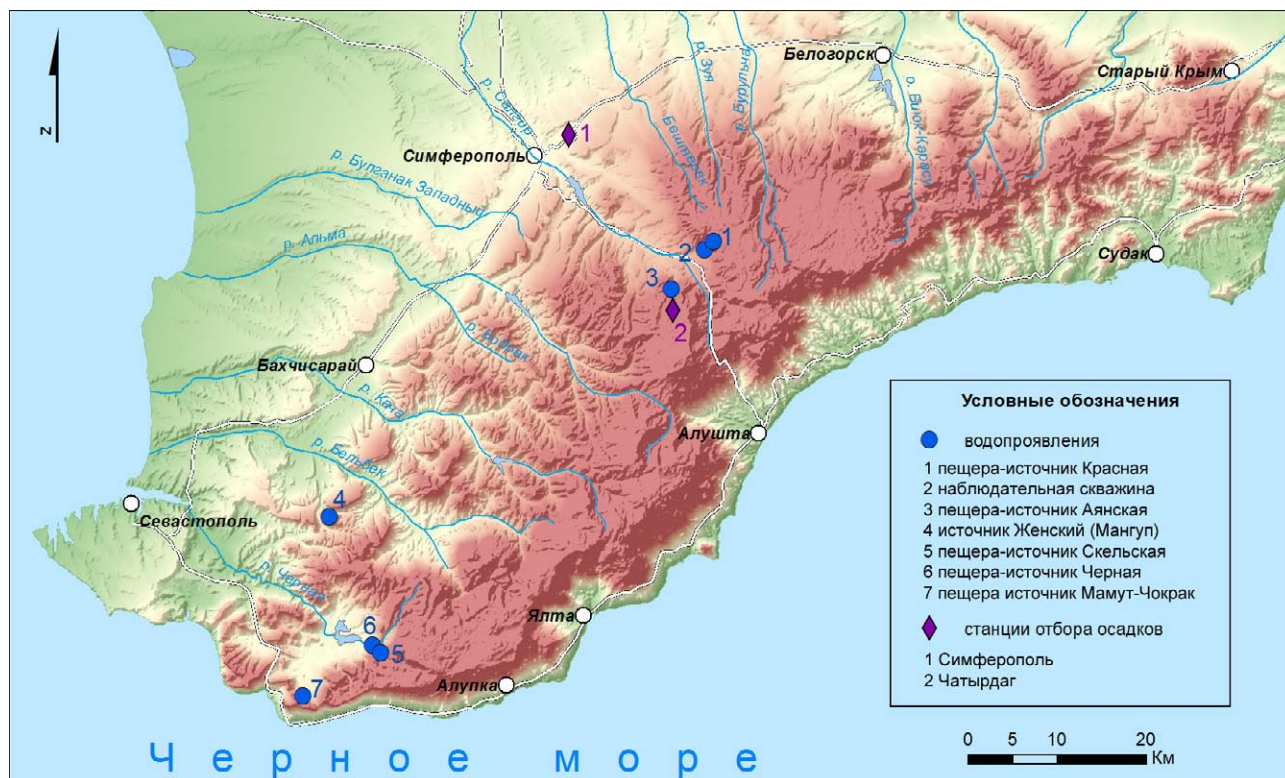 N
Белогорск
Старый Крым
р. Зуя
р. Бурульча
р. Салгир
Бештерек
р. Биюк-Карасу
1
Симферополь
р. Булганак Западный
р. Альма
2
1
3
2
Судак
р. Бодрак
Бахчисарай
р. Кача
Алушта
р. Бельбек
4
Севастополь
р. Черная
6
5
7
Ялта
Алупка
Черное море
Условные обозначения
водопроявления
1 пещера-источник Красная
2 наблюдательная скважина
3 пещера-источник Аянская
4 источник Женский (Мангуп)
5 пещера-источник Скельская
6 пещера-источник Черная
7 пещера источник Мамут-Чокрак
станции отбора осадков
1 Симферополь
2 Чатырдаг
0 5 10 20
Км